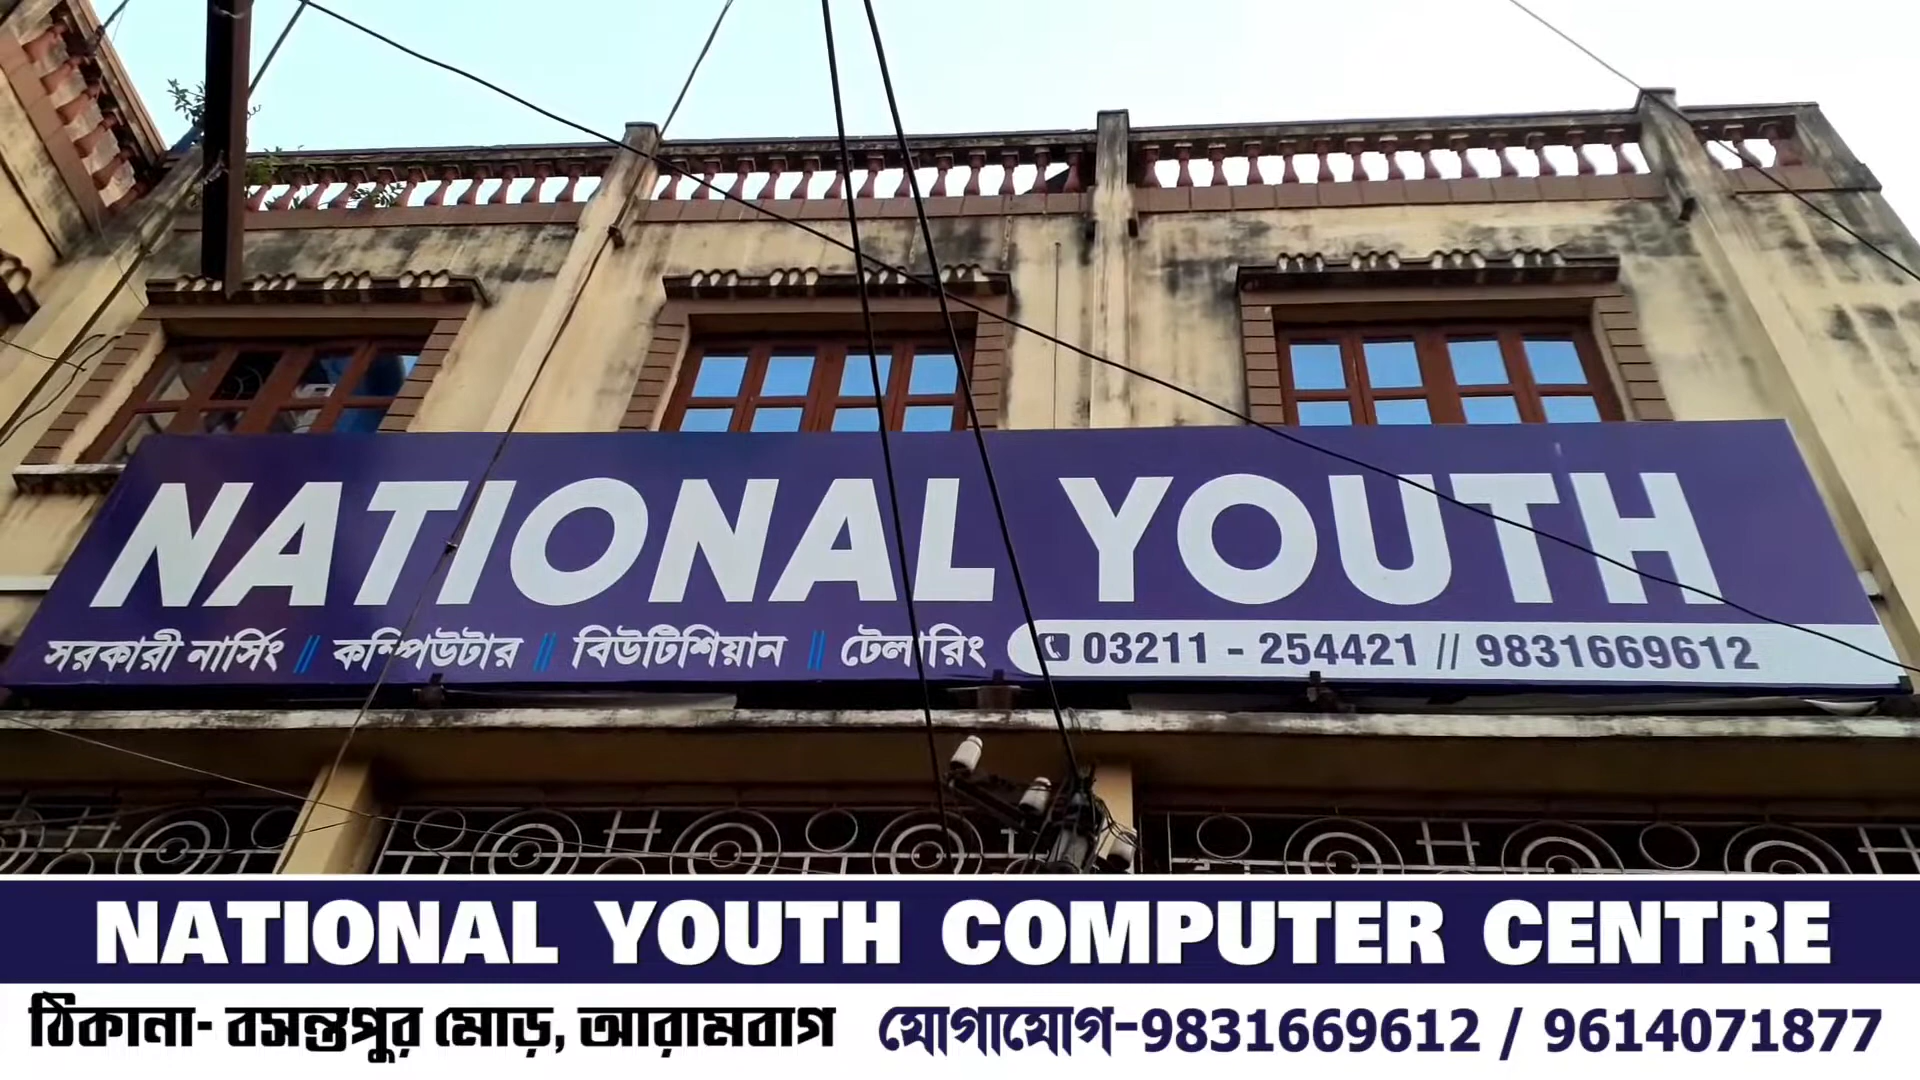 NATIONAL YOUTH
সরকারী নার্সিং // কম্পিউটার // বিউটিশিয়ান // টেলারিং 03211 - 254421 // 9831669612
NATIONAL YOUTH COMPUTER CENTRE
ঠিকানা- বসন্তপুর মোড়, আরামবাগ যোগাযোগ-9831669612 / 9614071877